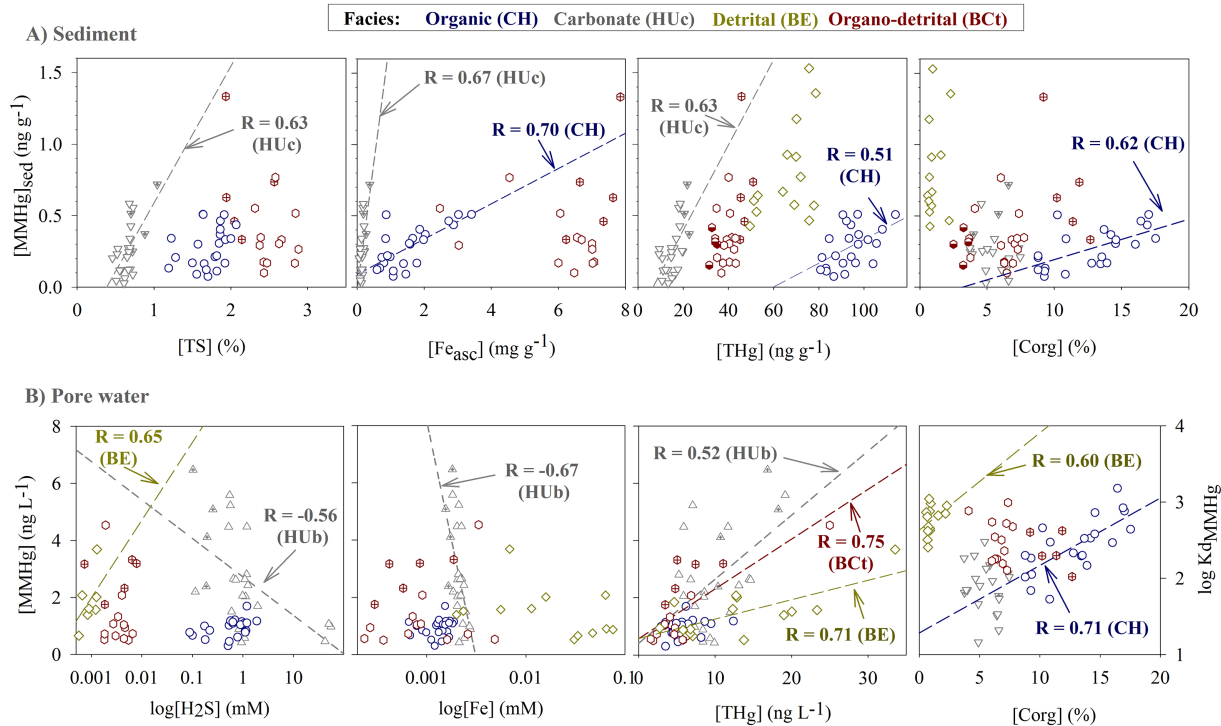 Facies: Organic (CH) Carbonate (HUc) Detrital (BE) Organo-detrital (BCt)
A) Sediment
[MMHg]sed (ng g-1)
1.5
1.0
0.5
0.0
R = 0.63
(HUc)
0 1 2 3
[TS] (%)
R = 0.67 (HUc)
R = 0.70 (CH)
0 2 4 6 8
[Feasc] (mg g-1)
R = 0.63
(HUc)
R = 0.51
(CH)
0 20 40 60 80 100
[THg] (ng g-1)
R = 0.62 (CH)
0 5 10 15 20
[Corg] (%)
B) Pore water
[MMHg] (ng L-1)
8
6
4
2
0
R = 0.65
(BE)
R = -0.56
(HUb)
0.001 0.01 0.1 1 10
log[H2S] (mM)
R = -0.67
(HUb)
0.001 0.01 0.1
log[Fe] (mM)
R = 0.52 (HUb)
R = 0.75
(BCt)
R = 0.71 (BE)
0 10 20 30
[THg] (ng L-1)
R = 0.60 (BE)
R = 0.71 (CH)
0 5 10 15 20
[Corg] (%)
4
3
2
1
log KdMMHg